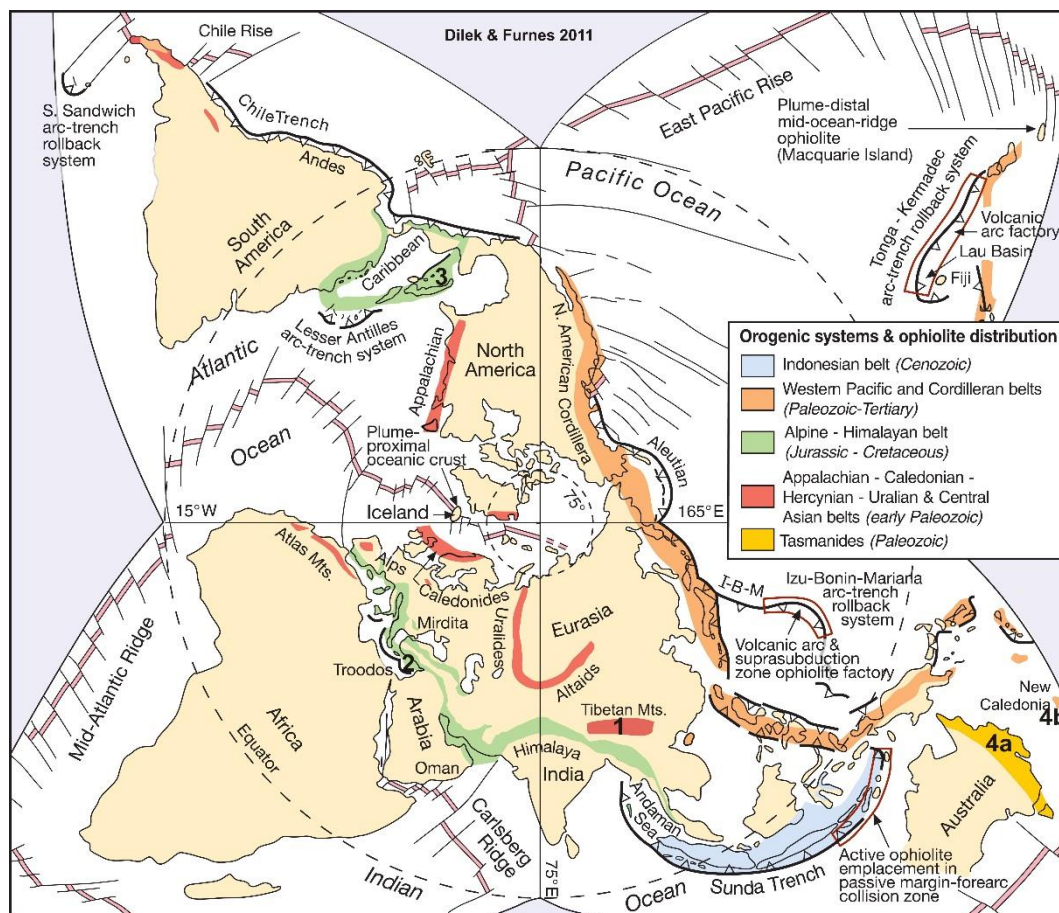 Dilek & Furnes 2011
Chile Rise
S. Sandwich
arc-trench
rollback
system
Chile Trench
Andes
East Pacific Rise
Plume-distal
mid-ocean-ridge
ophiolite
(Macquarie Island)
Pacific Ocean
Tonga - Kermadec
arc-trench rollback system
Volcanic
arc factory
Lau Basin
Fiji
South
America
Caribbean
3
Lesser Antilles
arc-trench system
Atlantic
Ocean
Appalachian
North
America
N. American Cordillera
Aleutian
Plume-
proximal
oceanic crust
Iceland
75°
15° W
165° E
Orogenic systems & ophiolite distribution
Indonesian belt (Cenozoic)
Western Pacific and Cordilleran belts
(Paleozoic-Tertiary)
Alpine - Himalayan belt
(Jurassic - Cretaceous)
Appalachian - Caledonian -
Hercynian - Uralian & Central
Asian belts (early Paleozoic)
Tasmanides (Paleozoic)
Atlas Mts.
Alps
Caledonides
Mirdita
Uralidess
Eurasia
Altaids
Troodos
2
I-B-M
Izu-Bonin-Mariana
arc-trench
rollback
system
Volcanic arc &
suprasubduction
zone ophiolite factory
Mid-Atlantic Ridge
Africa
Equator
Arabia
Oman
Tibetan Mts.
1
Himalaya
India
New
Caledonia
4b
4a
Australia
Andaman
Sea
Carlsberg
Ridge
Indian
75° E
Ocean
Sunda Trench
Active ophiolite
emplacement in
passive margin-forearc
collision zone